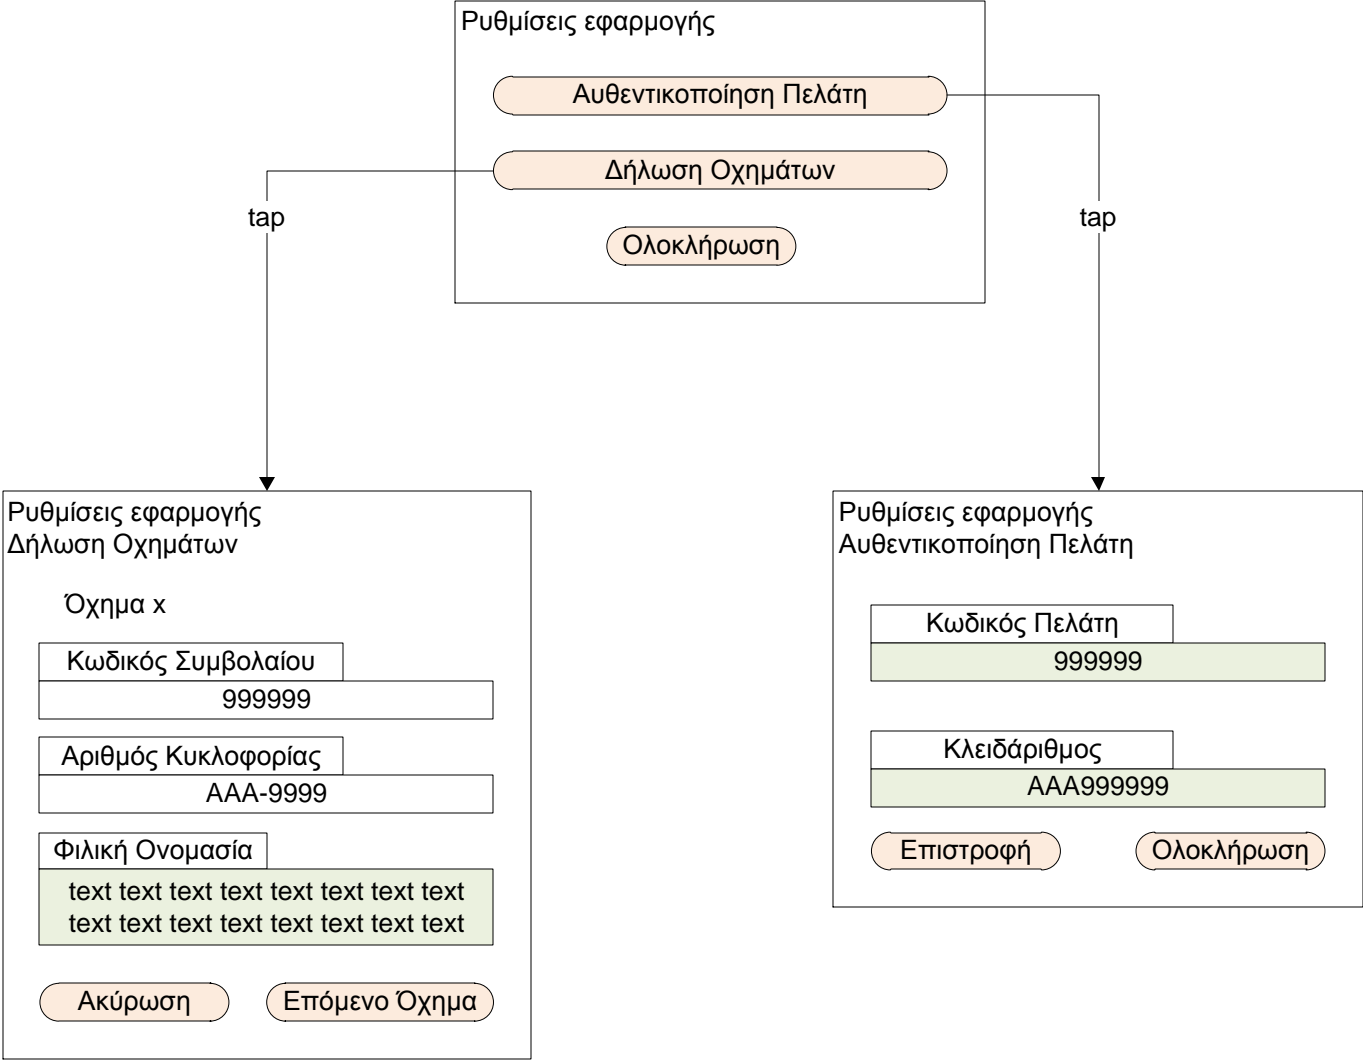 Ρυθμίσεις εφαρμογής
Αυθεντικοποίηση Πελάτη
Δήλωση Οχημάτων
tap
tap
Ολοκλήρωση
Ρυθμίσεις εφαρμογής
Δήλωση Οχημάτων
Όχημα x
Κωδικός Συμβολαίου
999999
Αριθμός Κυκλοφορίας
ΑΑΑ-9999
Φιλική Ονομασία
text text text text text text text text
text text text text text text text text
Ακύρωση
Επόμενο Όχημα
Ρυθμίσεις εφαρμογής
Αυθεντικοποίηση Πελάτη
Κωδικός Πελάτη
999999
Κλειδάριθμος
ΑΑΑ999999
Επιστροφή
Ολοκλήρωση